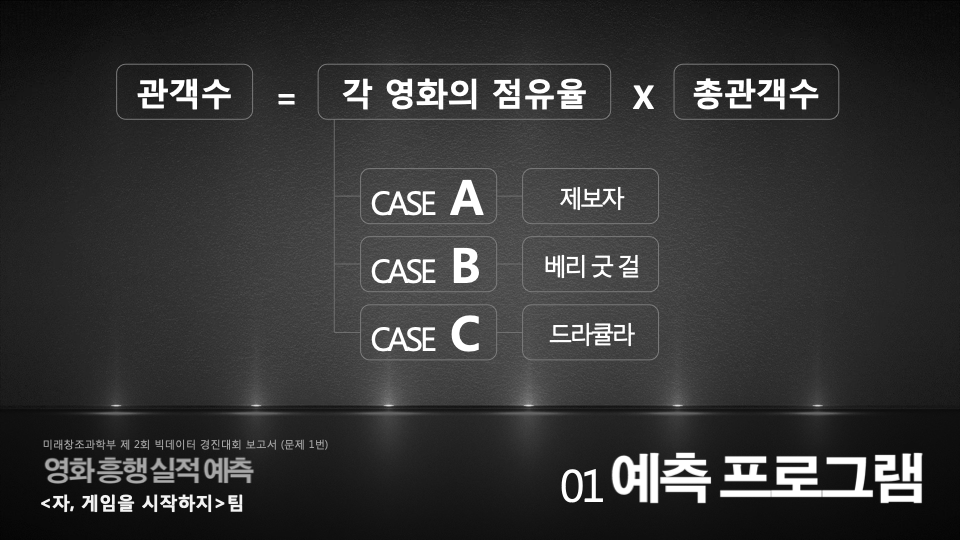 관객수 = 각 영화의 점유율 X 총관객수
CASE A 제보자
CASE B 베리 굿 걸
CASE C 드라큘라
미래창조과학부 제 2회 빅데이터 경진대회 보고서 (문제 1번)
영화 흥행 실적 예측
<자, 게임을 시작하지>팀
01 예측 프로그램